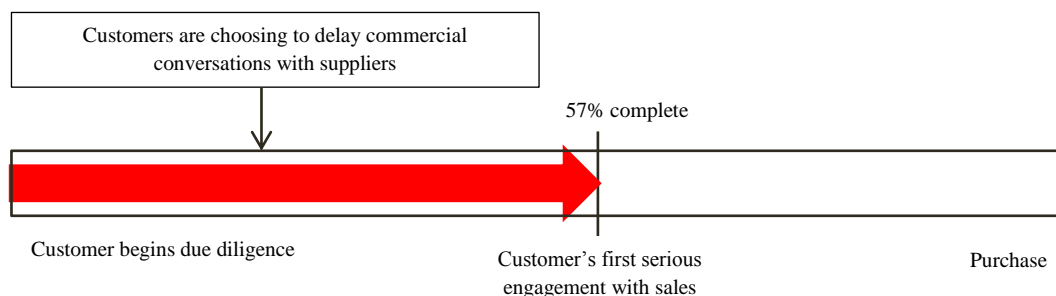 Customers are choosing to delay commercial
conversations with suppliers
57% complete
Customer begins due diligence
Customer’s first serious
engagement with sales
Purchase